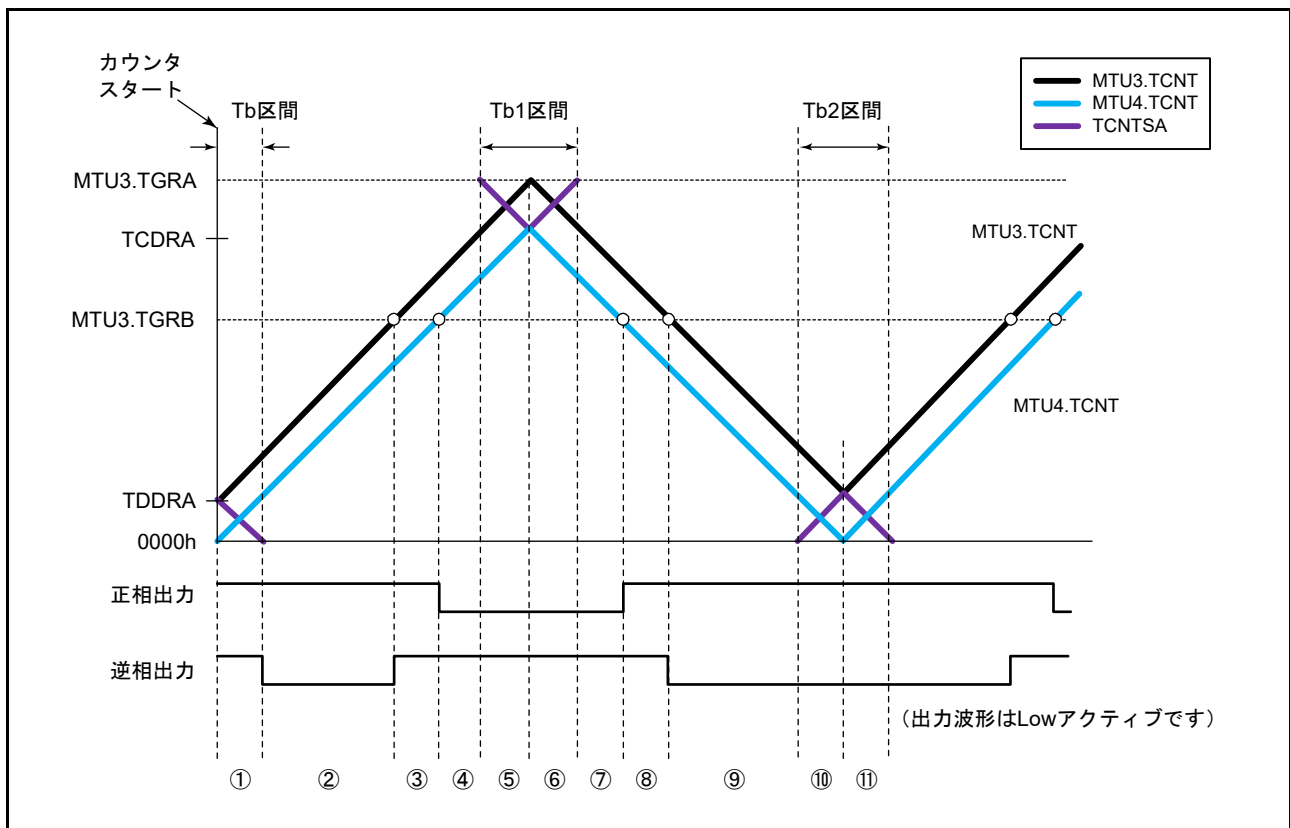 カウンタ
スタート
Tb区間
Tb1区間
Tb2区間
MTU3.TCNT
MTU4.TCNT
TCNTSA
MTU3.TGRA
TCDRA
MTU3.TCNT
MTU3.TGRB
MTU4.TCNT
TDDRA
0000h
正相出力
逆相出力
（出力波形はLowアクティブです）
① ② ③ ④ ⑤ ⑥ ⑦ ⑧ ⑨ ⑩ ⑪